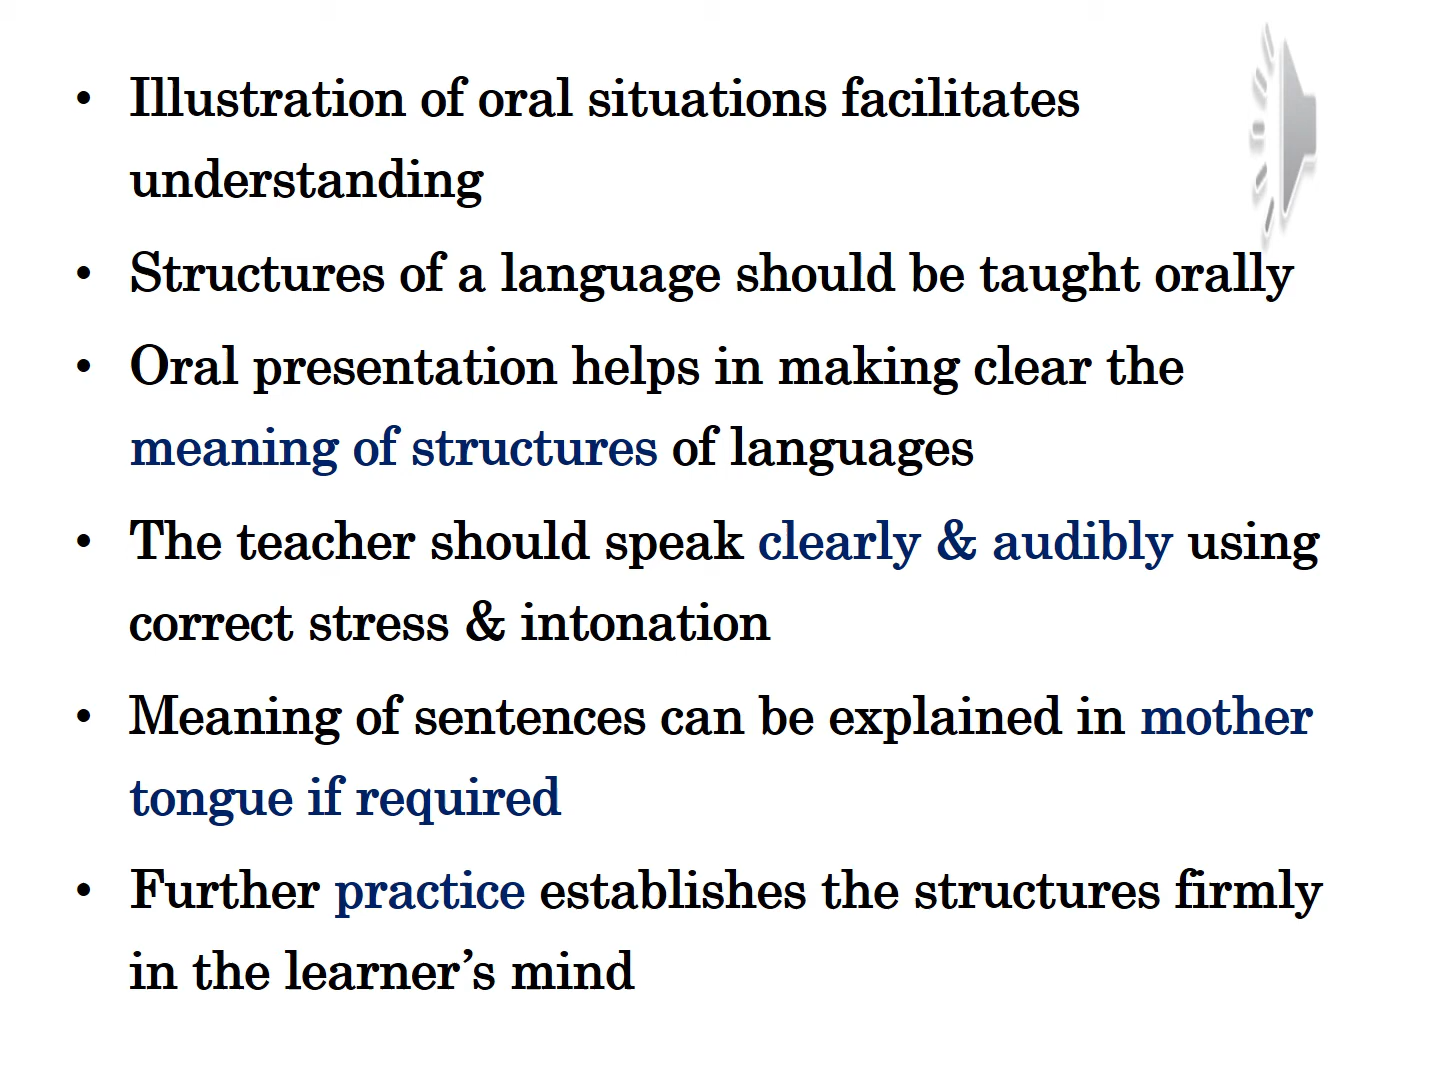 • Illustration of oral situations facilitates
understanding
• Structures of a language should be taught orally
• Oral presentation helps in making clear the
meaning of structures of languages
• The teacher should speak clearly & audibly using
correct stress & intonation
• Meaning of sentences can be explained in mother
tongue if required
• Further practice establishes the structures firmly
in the learner’s mind